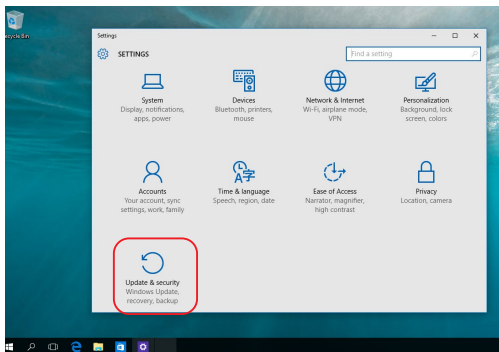 ecycle Bin
Settings
SETTINGS
Find a setting
System
Display, notifications,
apps, power
Devices
Bluetooth, printers,
mouse
Network & Internet
Wi-Fi, airplane mode,
VPN
Personalization
Background, lock
screen, colors
Accounts
Your account, sync
settings, work, family
Time & language
Speech, region, date
Ease of Access
Narrator, magnifier,
high contrast
Privacy
Location, camera
Update & security
Windows Update,
recovery, backup